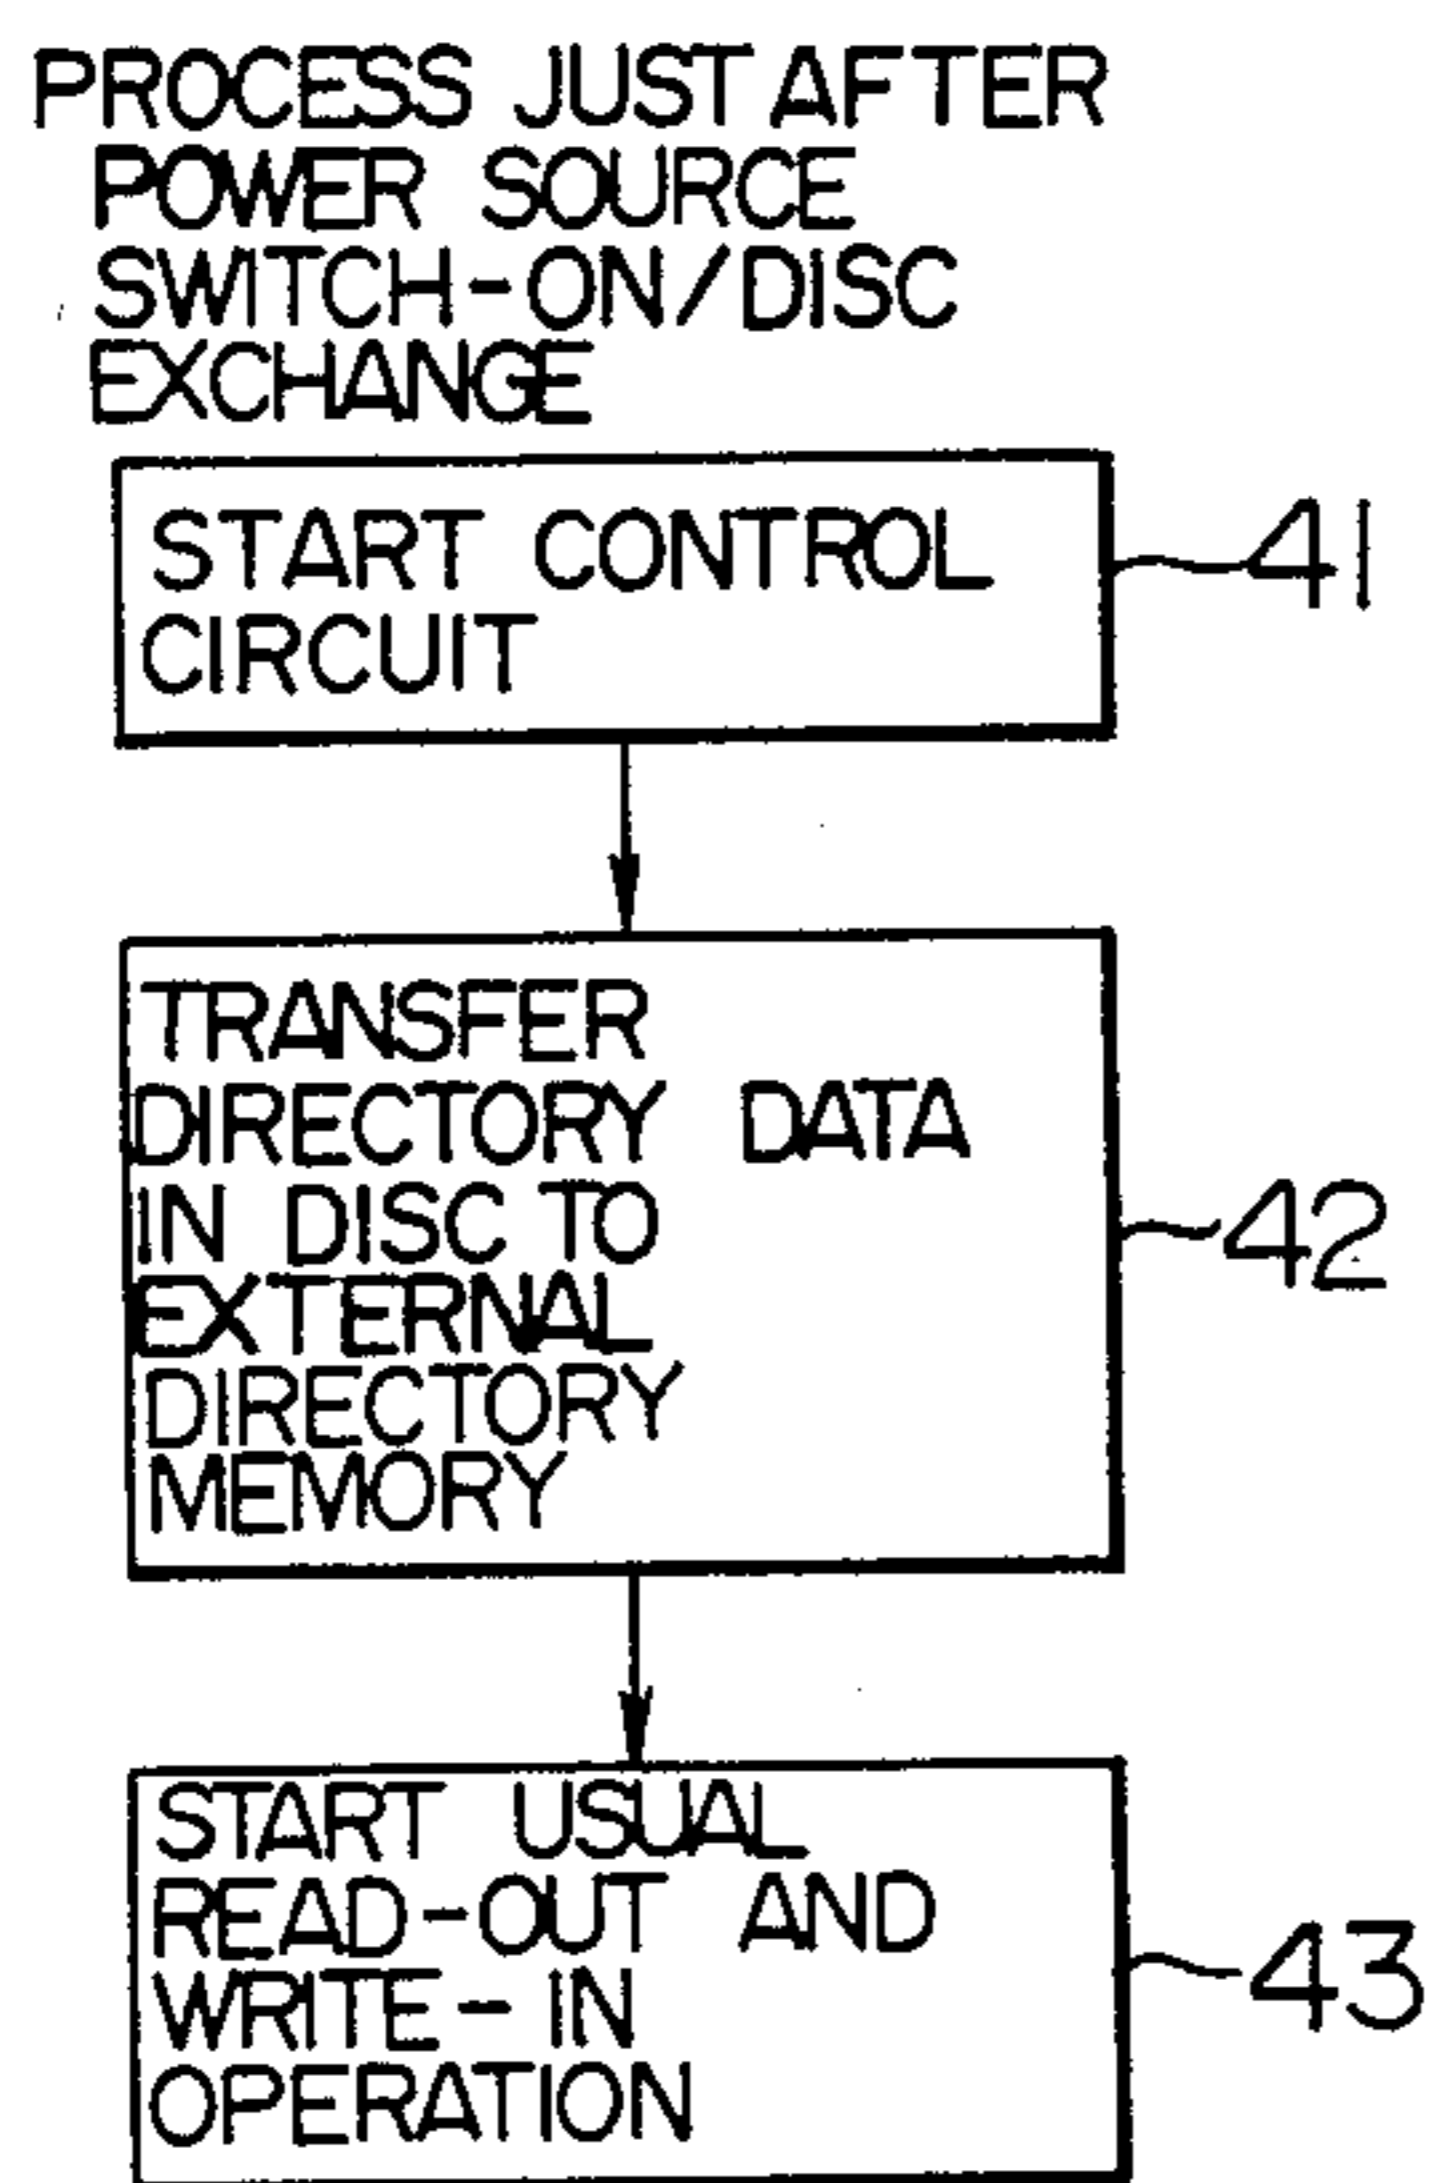 PROCESS JUST AFTER
POWER SOURCE
SWITCH-ON/DISC
EXCHANGE
START CONTROL
CIRCUIT
41
TRANSFER
DIRECTORY DATA
IN DISC TO
EXTERNAL
DIRECTORY
MEMORY
42
START USUAL
READ-OUT AND
WRITE-IN
OPERATION
43